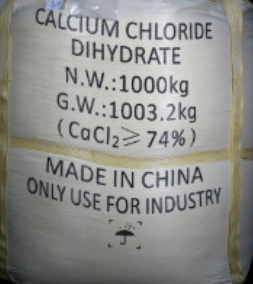 CALCIUM CHLORIDE
DIHYDRATE
N.W.:1000kg
G.W.:1003.2kg
(CaCl₂≥74%)
MADE IN CHINA
ONLY USE FOR INDUSTRY